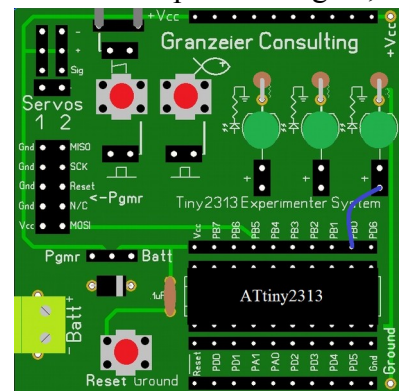 +Vcc
Granzeier Consulting
+Vcc
-
+
Sig
Servos
1 2
Gnd MISO
Gnd SCK
Gnd Reset
Gnd N/C
Vcc MOSI
<-Pgmr
+
+
+
Tiny2313 Experimenter System
Vcc PB7 PB6 PB5 PB4 PB3 PB2 PB1 PB0 PD6
Pgmr Batt
ATtiny2313
1uF
+
Batt
-
Reset Ground
Reset PD0 PD1 PA1 PA0 PD2 PD3 PD4 PD5 Gnd
Ground